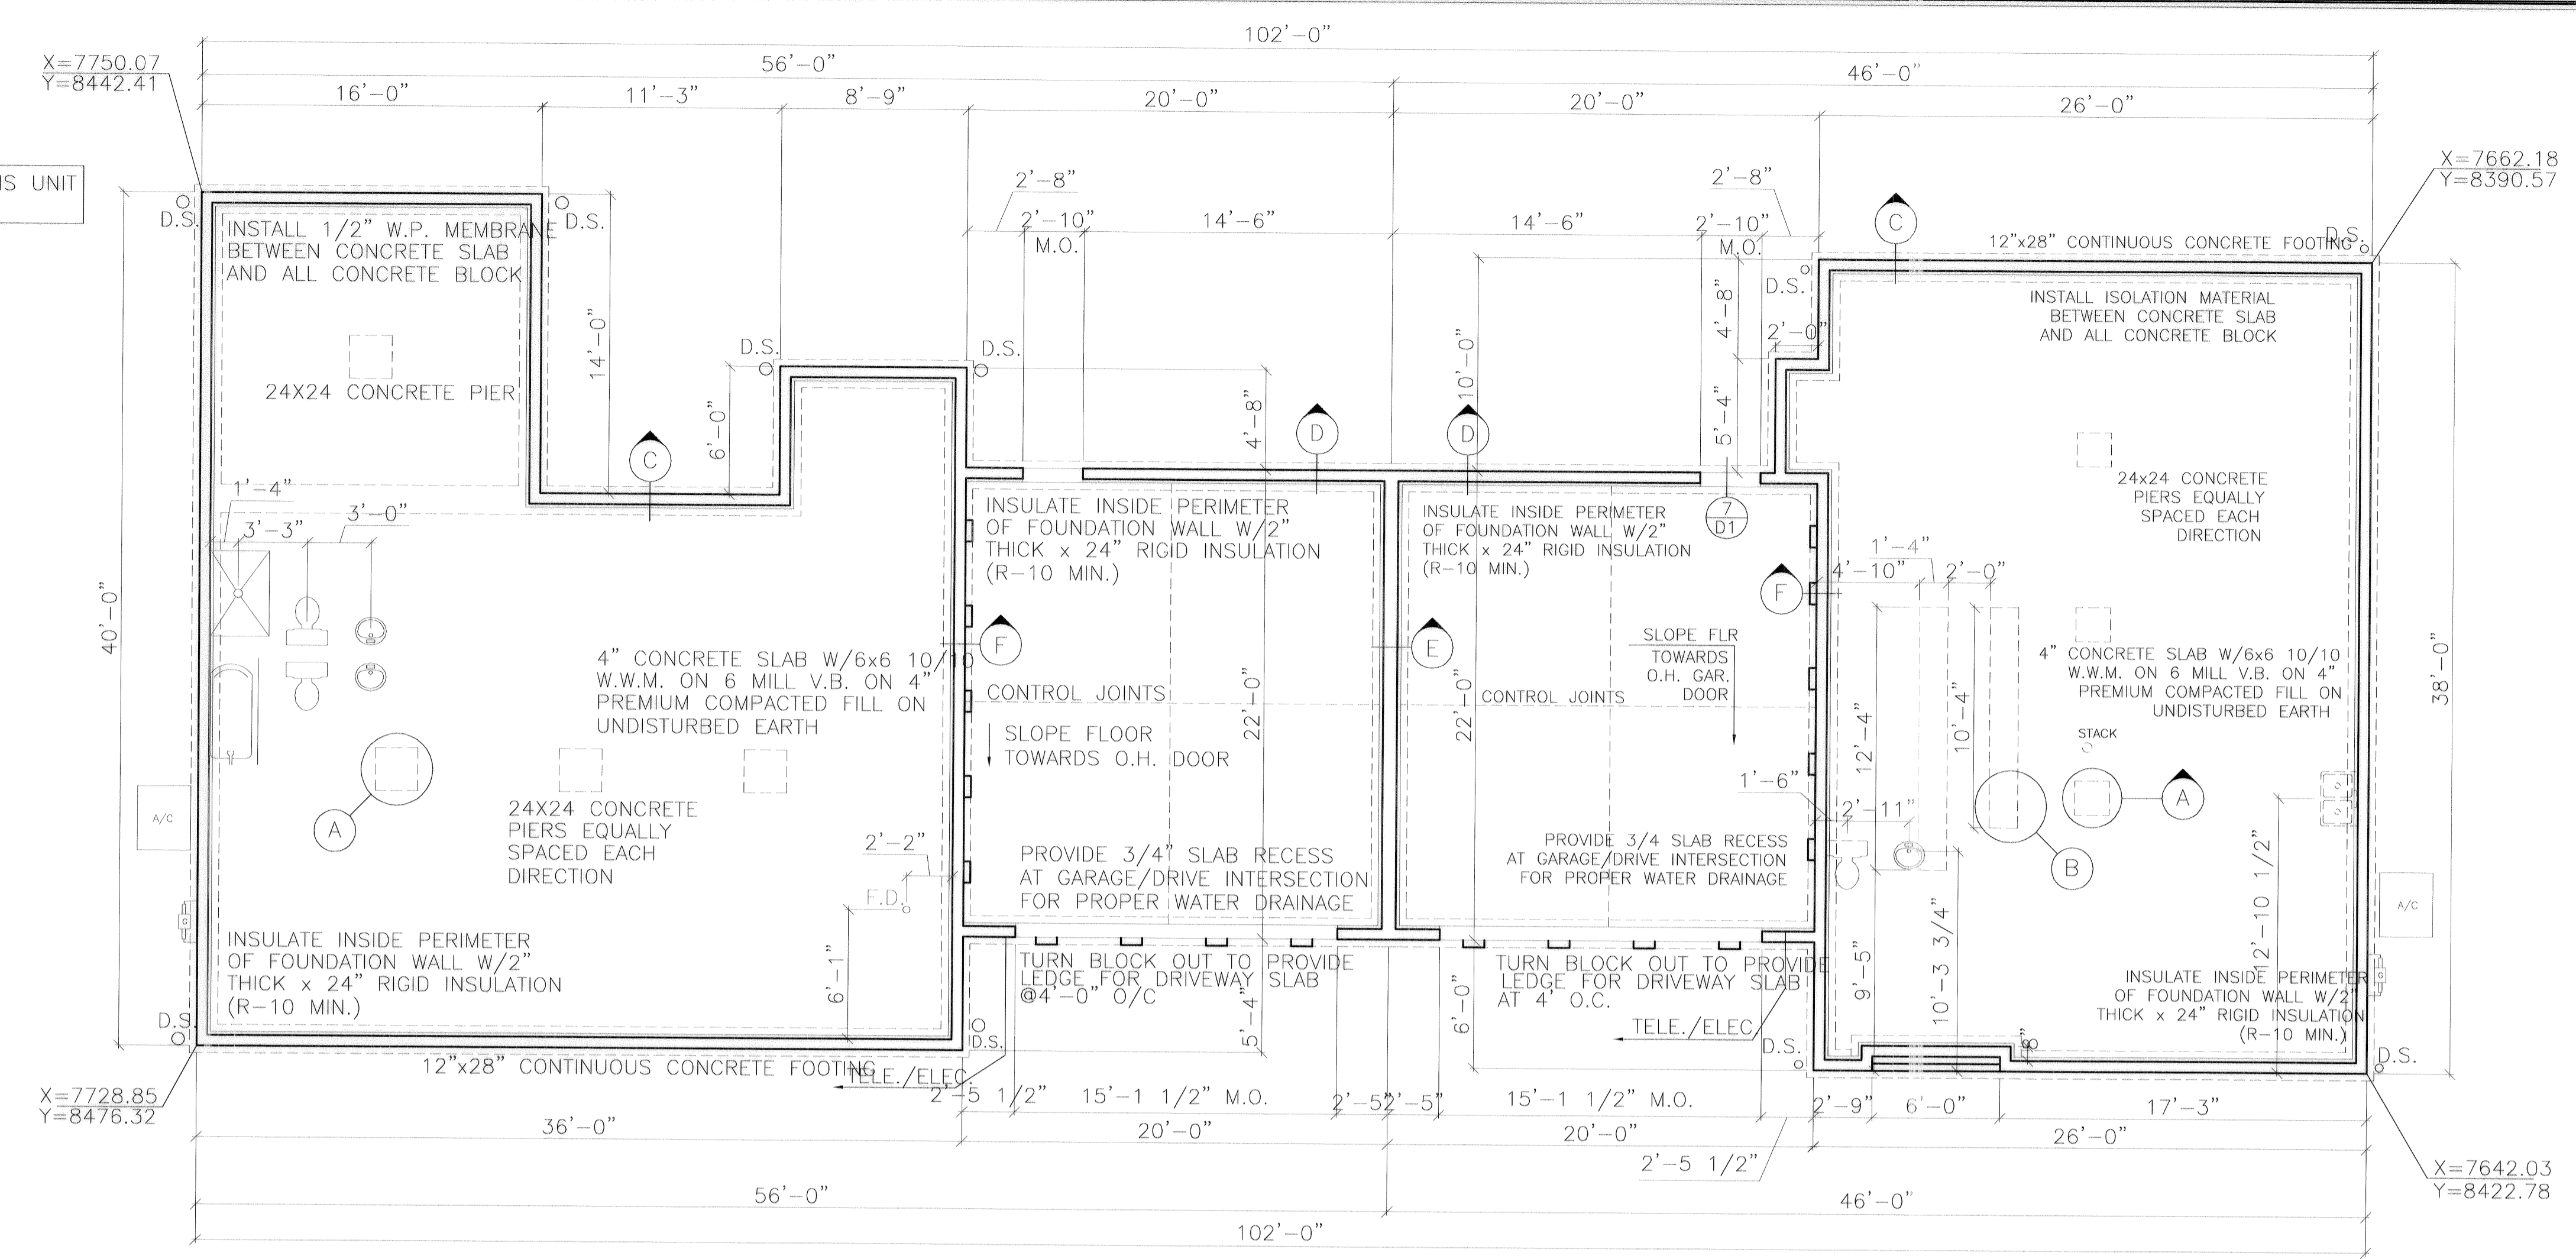 102'-0"
56'-0"
46'-0"
16'-0"
11'-3"
8'-9"
20'-0"
20'-0"
26'-0"
X=7750.07
Y=8442.41
X=7662.18
Y=8390.57
UNIT
2'-8"
2'-8"
2'-10"
M.O.
14'-6"
14'-6"
2'-10"
M.O.
D.S.
D.S.
INSTALL 1/2" W.P. MEMBRANE
BETWEEN CONCRETE SLAB
AND ALL CONCRETE BLOCK
24X24 CONCRETE PIER
14'-0"
6'-0"
D.S.
D.S.
C
4'-8"
10'-0"
D
D
4'-8"
5'-4"
2'-0"
D.S.
C
12"x28" CONTINUOUS CONCRETE FOOTING
D.S.
INSTALL ISOLATION MATERIAL
BETWEEN CONCRETE SLAB
AND ALL CONCRETE BLOCK
24x24 CONCRETE
PIERS EQUALLY
SPACED EACH
DIRECTION
1'-4"
3'-3"
3'-0"
40'-0"
INSULATE INSIDE PERIMETER
OF FOUNDATION WALL W/2"
THICK x 24" RIGID INSULATION
(R-10 MIN.)
INSULATE INSIDE PERIMETER
OF FOUNDATION WALL W/2"
THICK x 24" RIGID INSULATION
(R-10 MIN.)
7
D1
F
1'-4"
4'-10"
2'-0"
F
E
4" CONCRETE SLAB W/6x6 10/10
W.W.M. ON 6 MILL V.B. ON 4"
PREMIUM COMPACTED FILL ON
UNDISTURBED EARTH
CONTROL JOINTS
SLOPE FLOOR
TOWARDS O.H. DOOR
22'-0"
22'-0"
CONTROL JOINTS
SLOPE FLR
TOWARDS
O.H. GAR.
DOOR
12'-4"
10'-4"
4" CONCRETE SLAB W/6x6 10/10
W.W.M. ON 6 MILL V.B. ON 4"
PREMIUM COMPACTED FILL ON
UNDISTURBED EARTH
STACK
38'-0"
A/C
A
24X24 CONCRETE
PIERS EQUALLY
SPACED EACH
DIRECTION
2'-2"
F.D.
6'-1"
PROVIDE 3/4" SLAB RECESS
AT GARAGE/DRIVE INTERSECTION
FOR PROPER WATER DRAINAGE
PROVIDE 3/4 SLAB RECESS
AT GARAGE/DRIVE INTERSECTION
FOR PROPER WATER DRAINAGE
1'-6"
2'-11"
A
B
12'-10 1/2"
A/C
G
G
INSULATE INSIDE PERIMETER
OF FOUNDATION WALL W/2"
THICK x 24" RIGID INSULATION
(R-10 MIN.)
TURN BLOCK OUT TO PROVIDE
LEDGE FOR DRIVEWAY SLAB
@4'-0" O/C
TURN BLOCK OUT TO PROVIDE
LEDGE FOR DRIVEWAY SLAB
AT 4' O.C.
5'-4"
6'-0"
9'-5"
10'-3 3/4"
INSULATE INSIDE PERIMETER
OF FOUNDATION WALL W/2"
THICK x 24" RIGID INSULATION
(R-10 MIN.)
8"
D.S.
D.S.
TELE./ELEC
D.S.
D.S.
12"x28" CONTINUOUS CONCRETE FOOTING
TELE./ELEC.
X=7728.85
Y=8476.32
2'-5 1/2"
15'-1 1/2" M.O.
2'-5"
2'-5"
15'-1 1/2" M.O.
2'-9"
6'-0"
17'-3"
36'-0"
20'-0"
20'-0"
26'-0"
2'-5 1/2"
X=7642.03
Y=8422.78
56'-0"
46'-0"
102'-0"